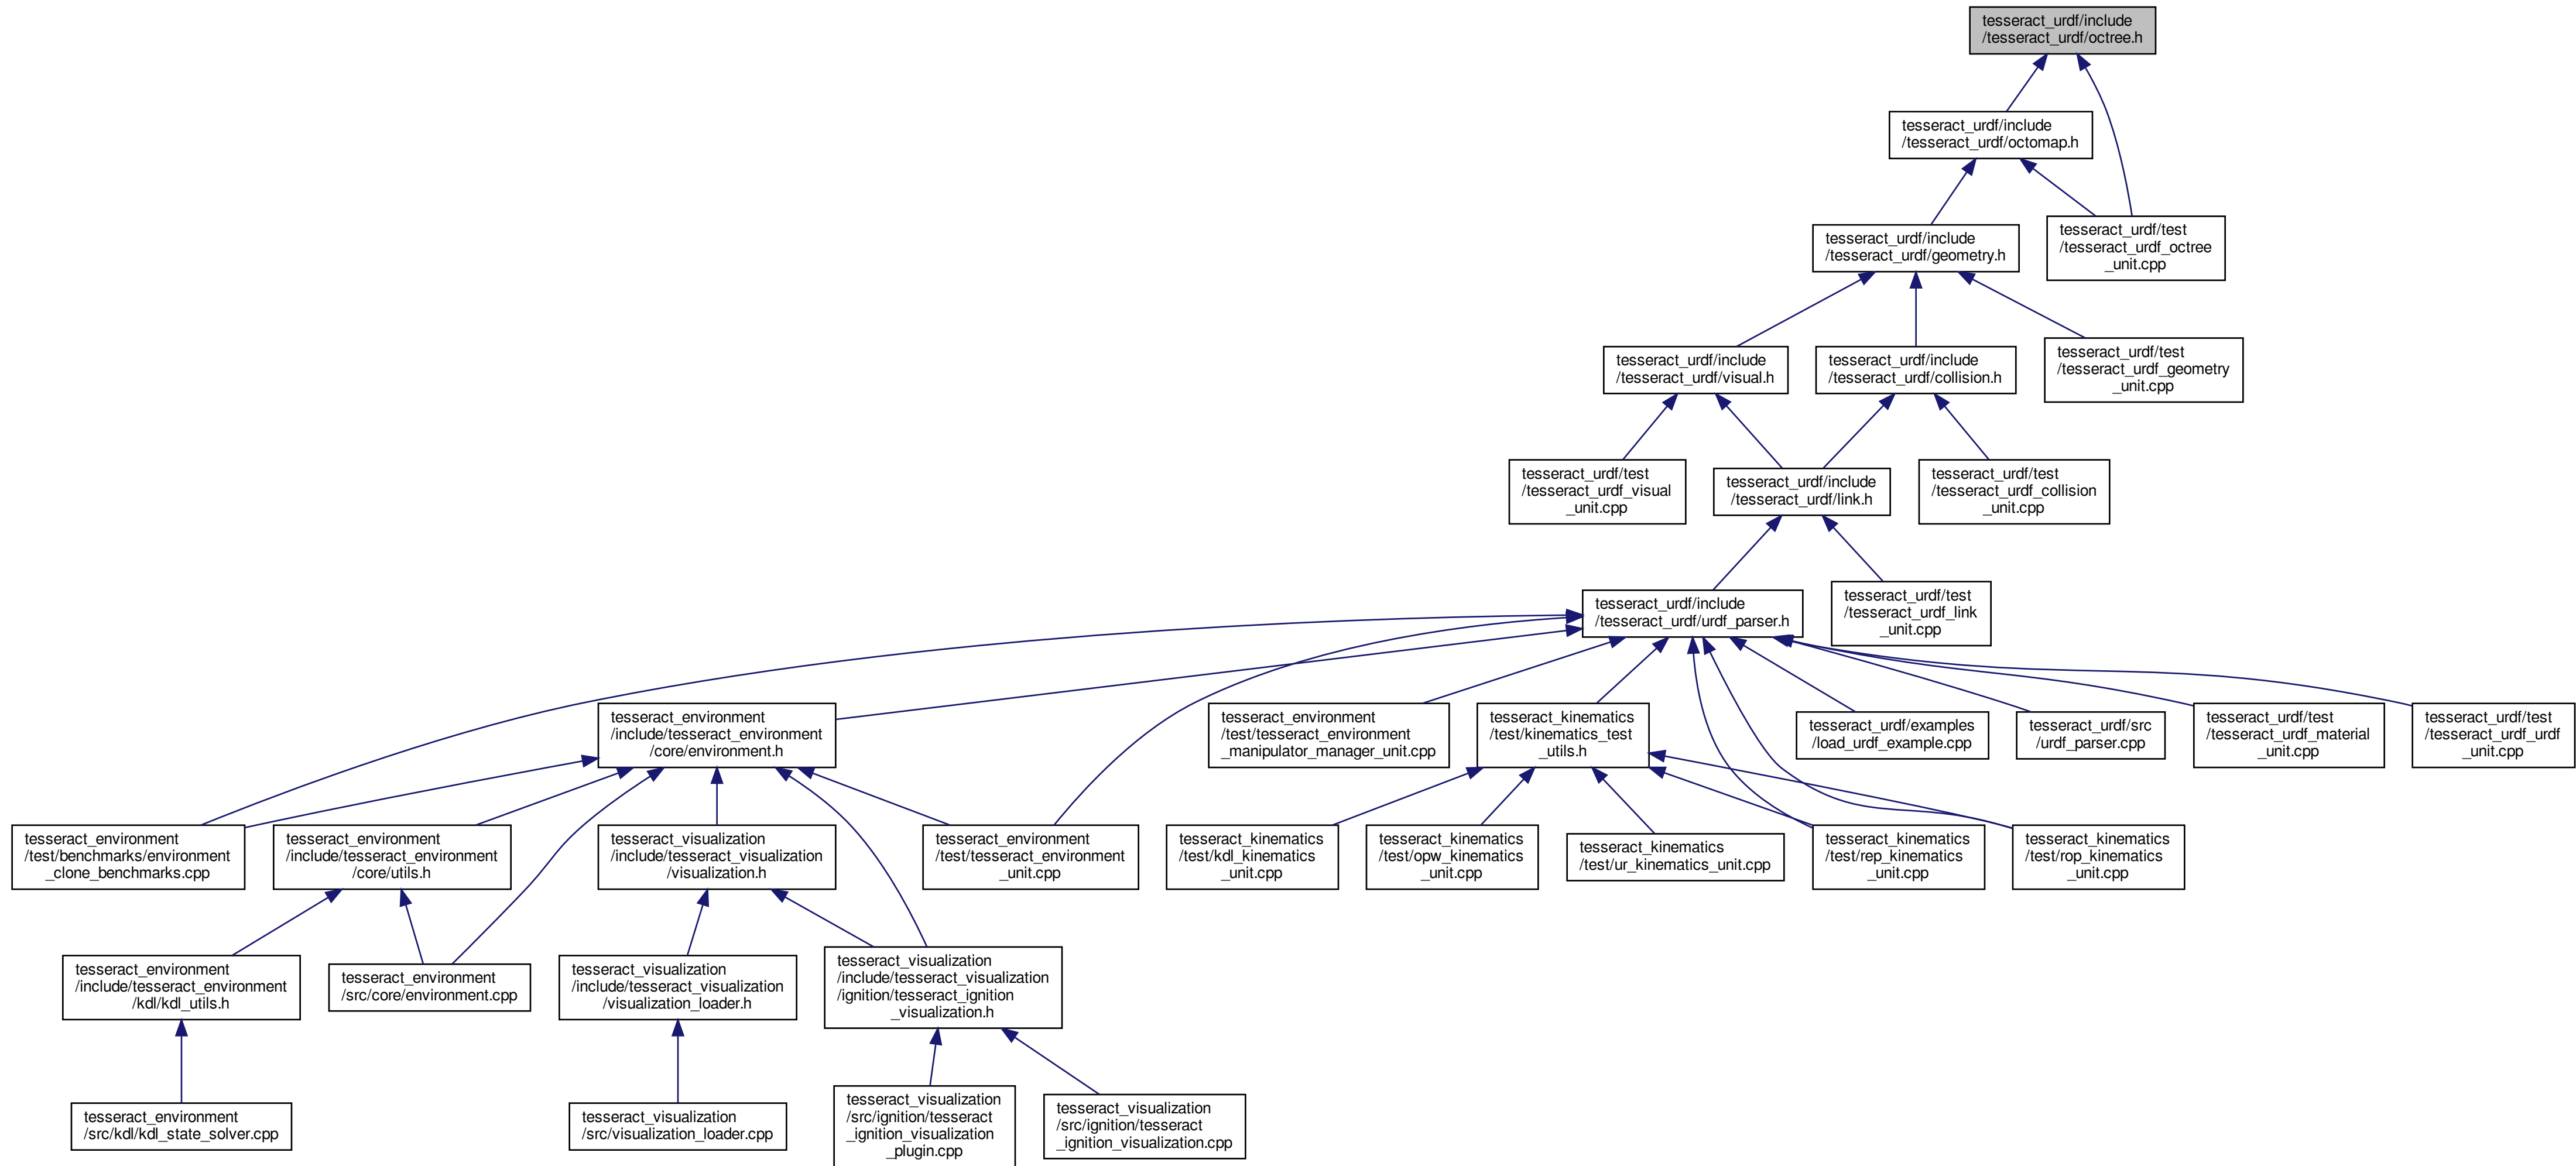 tesseract_urdf/include
/tesseract_urdf/octree.h
tesseract_urdf/include
/tesseract_urdf/octomap.h
tesseract_urdf/include
/tesseract_urdf/geometry.h
tesseract_urdf/test
/tesseract_urdf_octree
_unit.cpp
tesseract_urdf/include
/tesseract_urdf/visual.h
tesseract_urdf/include
/tesseract_urdf/collision.h
tesseract_urdf/test
/tesseract_urdf_geometry
_unit.cpp
tesseract_urdf/test
/tesseract_urdf_visual
_unit.cpp
tesseract_urdf/include
/tesseract_urdf/link.h
tesseract_urdf/test
/tesseract_urdf_collision
_unit.cpp
tesseract_urdf/include
/tesseract_urdf/urdf_parser.h
tesseract_urdf/test
/tesseract_urdf_link
_unit.cpp
tesseract_environment
/include/tesseract_environment
/core/environment.h
tesseract_environment
/test/tesseract_environment
_manipulator_manager_unit.cpp
tesseract_kinematics
/test/kinematics_test
_utils.h
tesseract_urdf/examples
/load_urdf_example.cpp
tesseract_urdf/src
/urdf_parser.cpp
tesseract_urdf/test
/tesseract_urdf_material
_unit.cpp
tesseract_urdf/test
/tesseract_urdf_urdf
_unit.cpp
tesseract_environment
/test/benchmarks/environment
_clone_benchmarks.cpp
tesseract_environment
/include/tesseract_environment
/core/utils.h
tesseract_visualization
/include/tesseract_visualization
/visualization.h
tesseract_environment
/test/tesseract_environment
_unit.cpp
tesseract_kinematics
/test/kdl_kinematics
_unit.cpp
tesseract_kinematics
/test/opw_kinematics
_unit.cpp
tesseract_kinematics
/test/ur_kinematics_unit.cpp
tesseract_kinematics
/test/rep_kinematics
_unit.cpp
tesseract_kinematics
/test/rop_kinematics
_unit.cpp
tesseract_environment
/include/tesseract_environment
/kdl/kdl_utils.h
tesseract_environment
/src/core/environment.cpp
tesseract_visualization
/include/tesseract_visualization
/visualization_loader.h
tesseract_visualization
/include/tesseract_visualization
/ignition/tesseract_ignition
_visualization.h
tesseract_environment
/src/kdl/kdl_state_solver.cpp
tesseract_visualization
/src/visualization_loader.cpp
tesseract_visualization
/src/ignition/tesseract
_ignition_visualization
_plugin.cpp
tesseract_visualization
/src/ignition/tesseract
_ignition_visualization.cpp